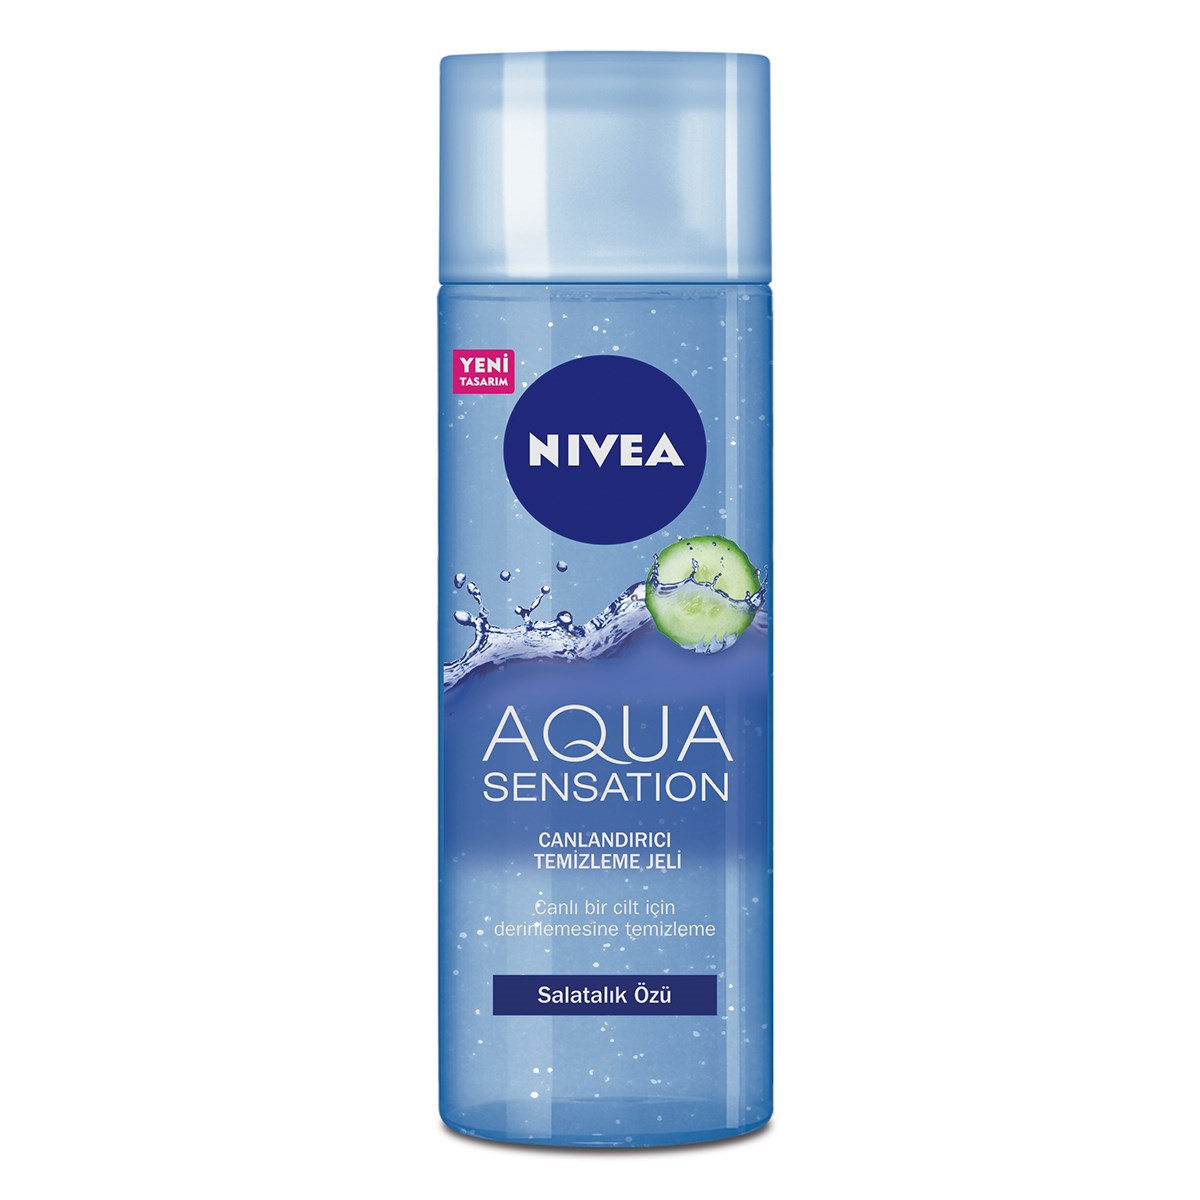 YENİ
TASARIM
NIVEA
AQUA
SENSATION
CANLANDIRICI
TEMİZLEME JELİ
Canlı bir cilt için
derinlemesine temizleme
Salatalık Özü